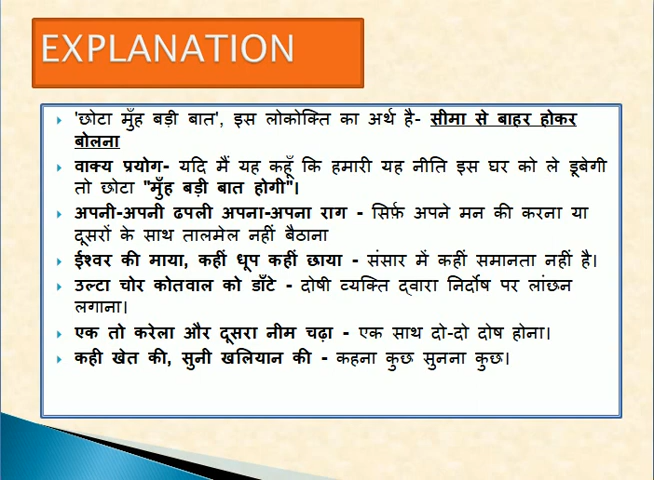 EXPLANATION
'छोटा मुँह बड़ी बात', इस लोकोक्ति का अर्थ है- सीमा से बाहर होकर
बोलना
वाक्य प्रयोग- यदि मैं यह कहूँ कि हमारी यह नीति इस घर को ले डूबेगी
तो छोटा "मुँह बड़ी बात होगी"।
अपनी-अपनी ढपली अपना-अपना राग - सिर्फ़ अपने मन की करना या
दूसरों के साथ तालमेल नहीं बैठाना
ईश्वर की माया, कहीं धूप कहीं छाया - संसार में कहीं समानता नहीं है।
उल्टा चोर कोतवाल को डाँटे - दोषी व्यक्ति द्वारा निर्दोष पर लांछन
लगाना।
एक तो करेला और दूसरा नीम चढ़ा - एक साथ दो-दो दोष होना।
कही खेत की, सुनी खलियान की - कहना कुछ सुनना कुछ।